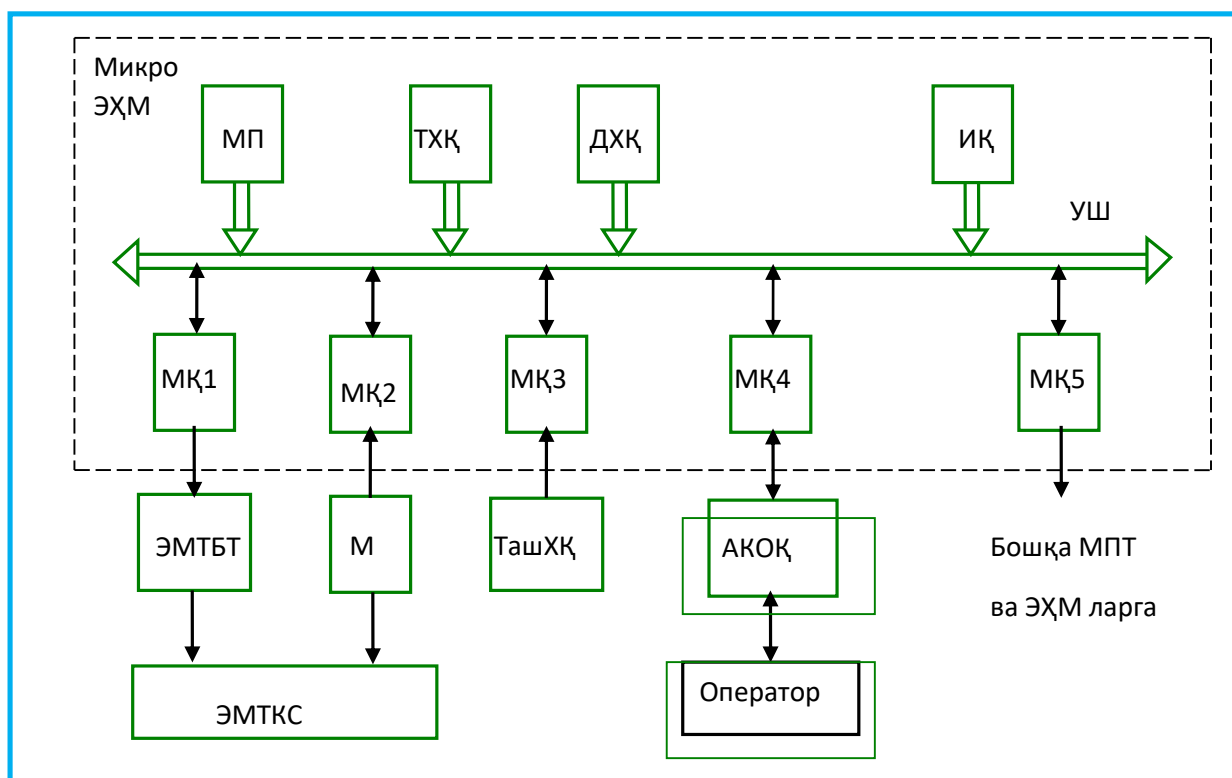 Микро
ЭҲМ
МП
ТХҚ
ДХҚ
ИҚ
УШ
МҚ1
МҚ2
МҚ3
МҚ4
МҚ5
ЭМТБТ
М
ТашХҚ
АКОҚ
Бошқа МПТ
ва ЭҲМ ларга
ЭМТКС
Оператор